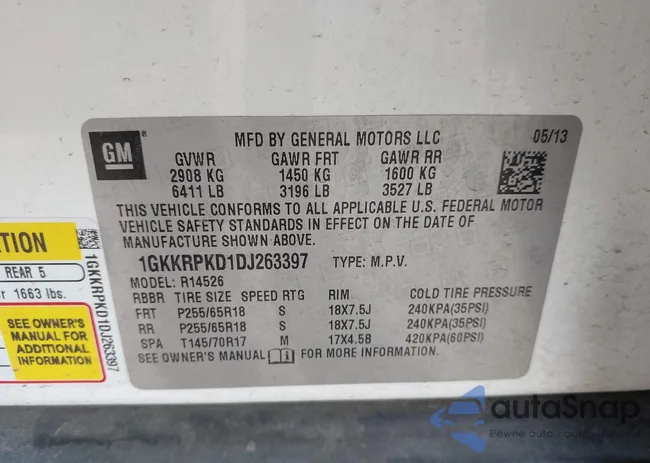 GM
MFD BY GENERAL MOTORS LLC 05/13
GVWR GAWR FRT GAWR RR
2908 KG 1450 KG 1600 KG
6411 LB 3196 LB 3527 LB
THIS VEHICLE CONFORMS TO ALL APPLICABLE U.S. FEDERAL MOTOR
VEHICLE SAFETY STANDARDS IN EFFECT ON THE DATE OF
MANUFACTURE SHOWN ABOVE.
1GKKRPKD1DJ263397 TYPE: M.P.V.
MODEL: R14526
RBBR TIRE SIZE SPEED RTG RIM COLD TIRE PRESSURE
FRT P255/65R18 S 18X7.5J 240KPA(35PSI)
RR P255/65R18 S 18X7.5J 240KPA(35PSI)
SPA T145/70R17 M 17X4.5B 420KPA(60PSI)
SEE OWNER'S MANUAL FOR MORE INFORMATION
REAR 5
1663 lbs.
SEE OWNER'S
MANUAL FOR
ADDITIONAL
INFORMATION
1GKKRPKD1DJ263397
autoSnap
Pewne auto